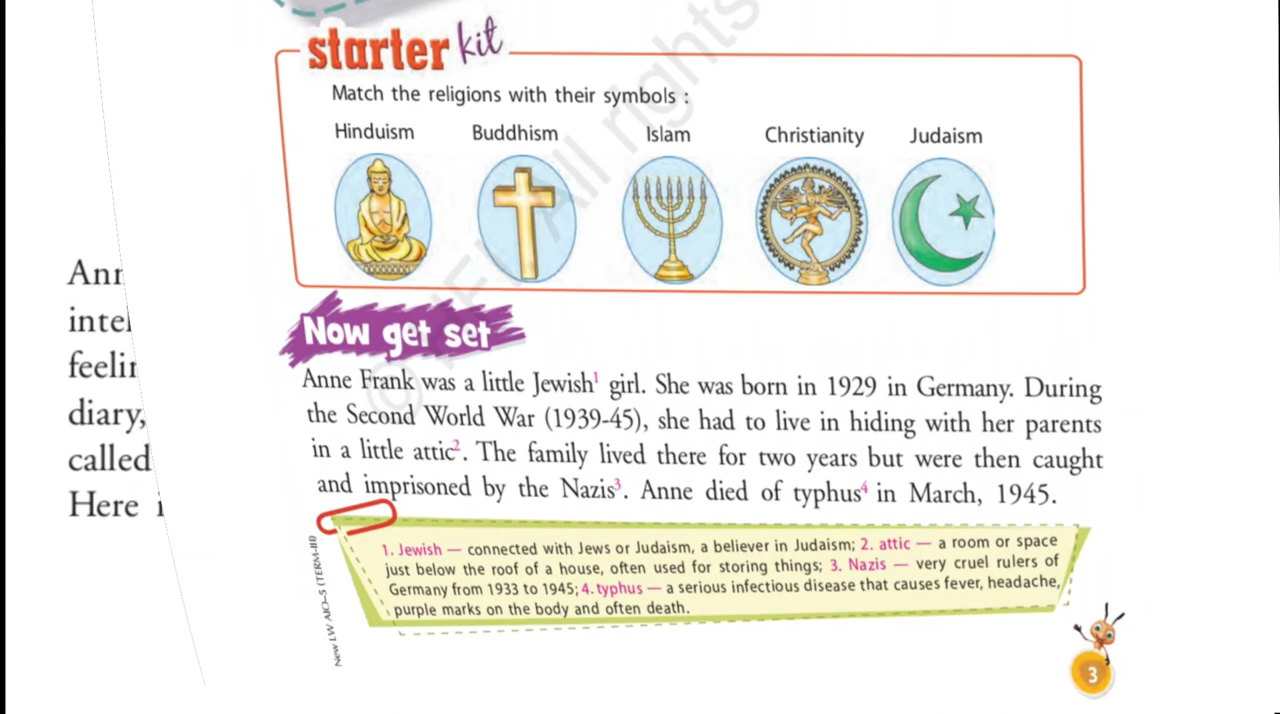 starter kit
Match the religions with their symbols :
Hinduism Buddhism Islam Christianity Judaism
Now get set
Anne Frank was a little Jewish¹ girl. She was born in 1929 in Germany. During
the Second World War (1939-45), she had to live in hiding with her parents
in a little attic². The family lived there for two years but were then caught
and imprisoned by the Nazis³. Anne died of typhus⁴ in March, 1945.
1. Jewish — connected with Jews or Judaism, a believer in Judaism; 2. attic — a room or space
just below the roof of a house, often used for storing things; 3. Nazis — very cruel rulers of
Germany from 1933 to 1945; 4. typhus — a serious infectious disease that causes fever, headache,
purple marks on the body and often death.
New LW AIO-5 (TERM-III)
3
diary,
called
Here
All rights